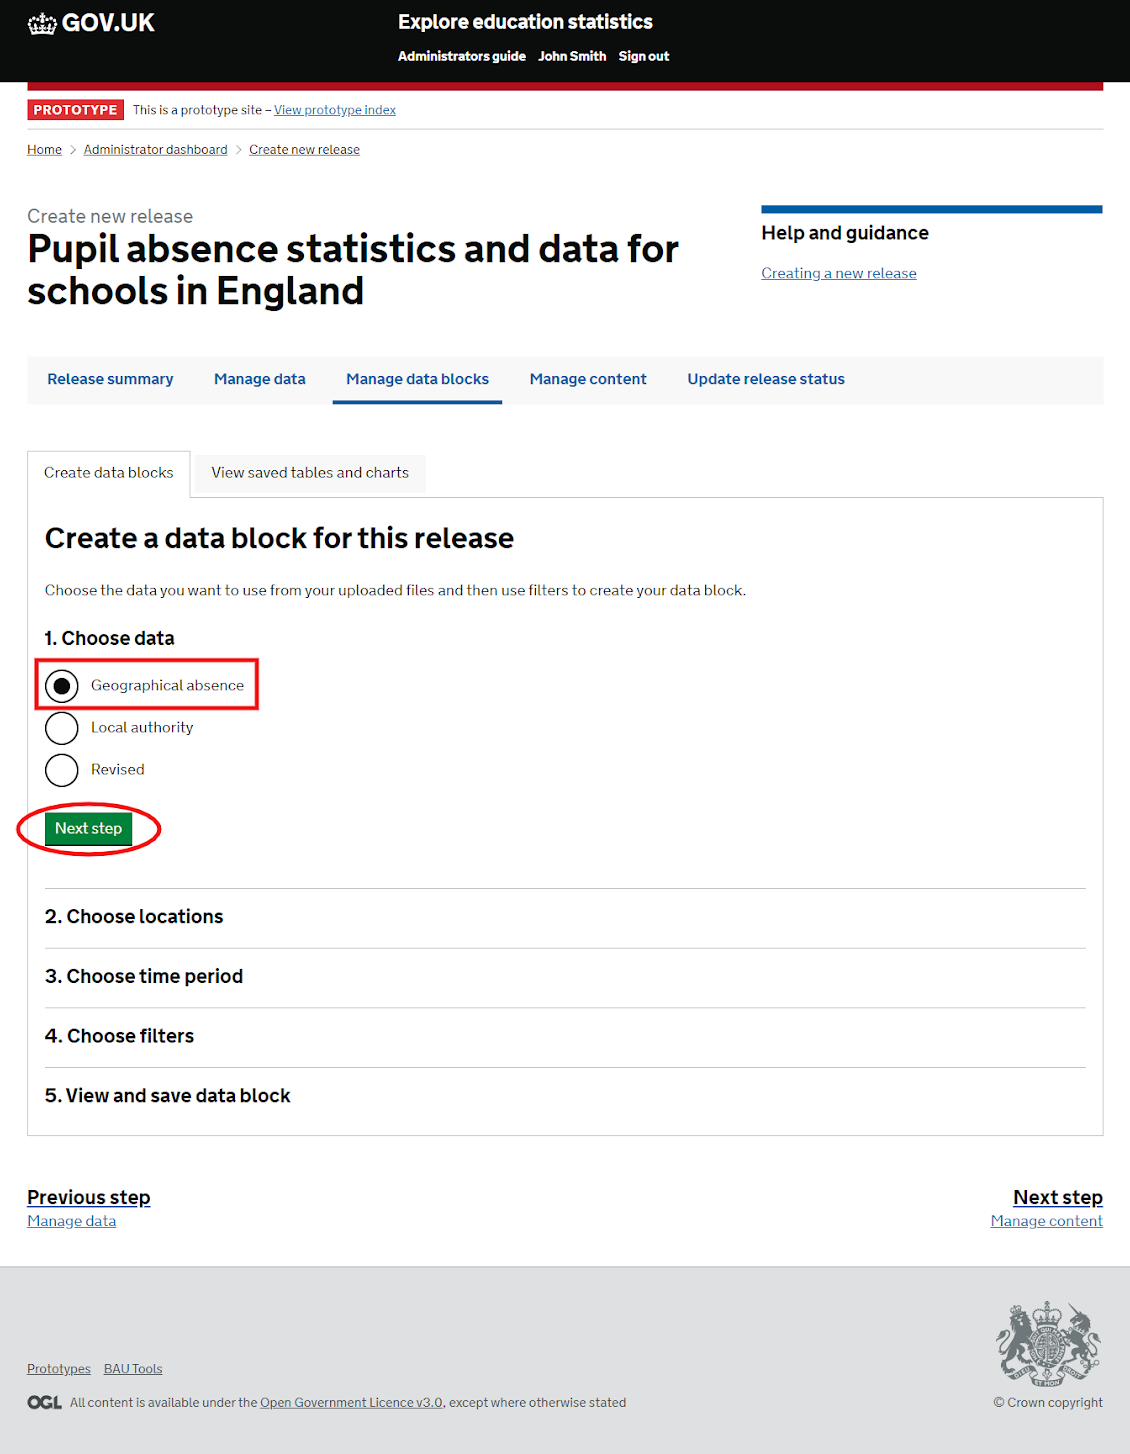 GOV.UK
Explore education statistics
Administrators guide John Smith Sign out
PROTOTYPE This is a prototype site – View prototype index
Home > Administrator dashboard > Create new release
Create new release
Pupil absence statistics and data for
schools in England
Help and guidance
Creating a new release
Release summary Manage data Manage data blocks Manage content Update release status
Create data blocks View saved tables and charts
Create a data block for this release
Choose the data you want to use from your uploaded files and then use filters to create your data block.
1. Choose data
Geographical absence
Local authority
Revised
Next step
2. Choose locations
3. Choose time period
4. Choose filters
5. View and save data block
Previous step
Manage data
Next step
Manage content
Prototypes BAU Tools
OGL All content is available under the Open Government Licence v3.0, except where otherwise stated
© Crown copyright